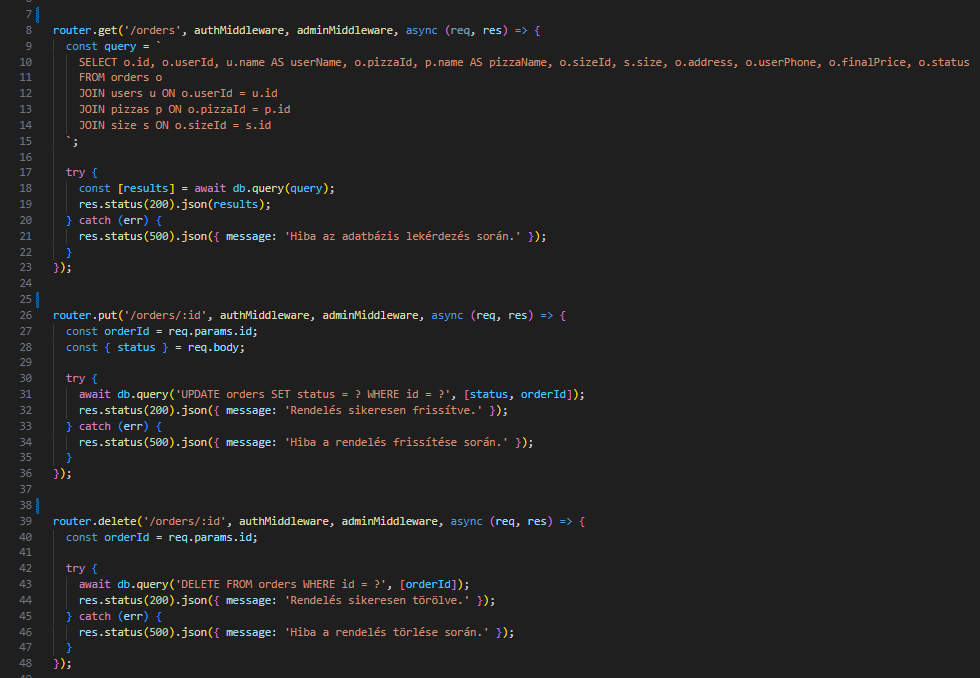 7
8 router.get('/orders', authMiddleware, adminMiddleware, async (req, res) => {
9   const query = `
10     SELECT o.id, o.userId, u.name AS userName, o.pizzaId, p.name AS pizzaName, o.sizeId, s.size, o.address, o.userPhone, o.finalPrice, o.status
11     FROM orders o
12     JOIN users u ON o.userId = u.id
13     JOIN pizzas p ON o.pizzaId = p.id
14     JOIN size s ON o.sizeId = s.id
15   `;
16
17   try {
18     const [results] = await db.query(query);
19     res.status(200).json(results);
20   } catch (err) {
21     res.status(500).json({ message: 'Hiba az adatbázis lekérdezés során.' });
22   }
23 });
24
25
26 router.put('/orders/:id', authMiddleware, adminMiddleware, async (req, res) => {
27   const orderId = req.params.id;
28   const { status } = req.body;
29
30   try {
31     await db.query('UPDATE orders SET status = ? WHERE id = ?', [status, orderId]);
32     res.status(200).json({ message: 'Rendelés sikeresen frissítve.' });
33   } catch (err) {
34     res.status(500).json({ message: 'Hiba a rendelés frissítése során.' });
35   }
36 });
37
38
39 router.delete('/orders/:id', authMiddleware, adminMiddleware, async (req, res) => {
40   const orderId = req.params.id;
41
42   try {
43     await db.query('DELETE FROM orders WHERE id = ?', [orderId]);
44     res.status(200).json({ message: 'Rendelés sikeresen törölve.' });
45   } catch (err) {
46     res.status(500).json({ message: 'Hiba a rendelés törlése során.' });
47   }
48 });